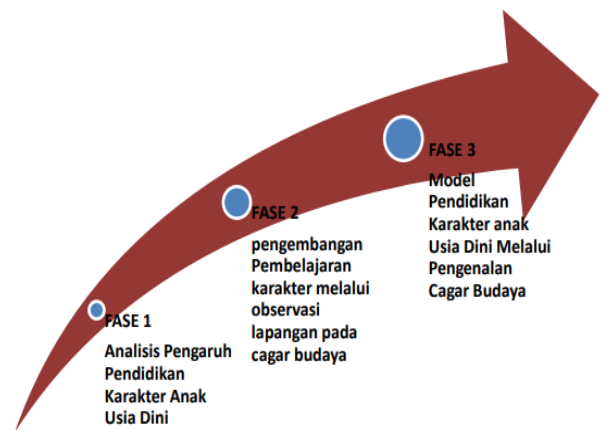 FASE 1
Analisis Pengaruh
Pendidikan
Karakter Anak
Usia Dini
FASE 2
pengembangan
Pembelajaran
karakter melalui
observasi
lapangan pada
cagar budaya
FASE 3
Model
Pendidikan
Karakter anak
Usia Dini Melalui
Pengenalan
Cagar Budaya